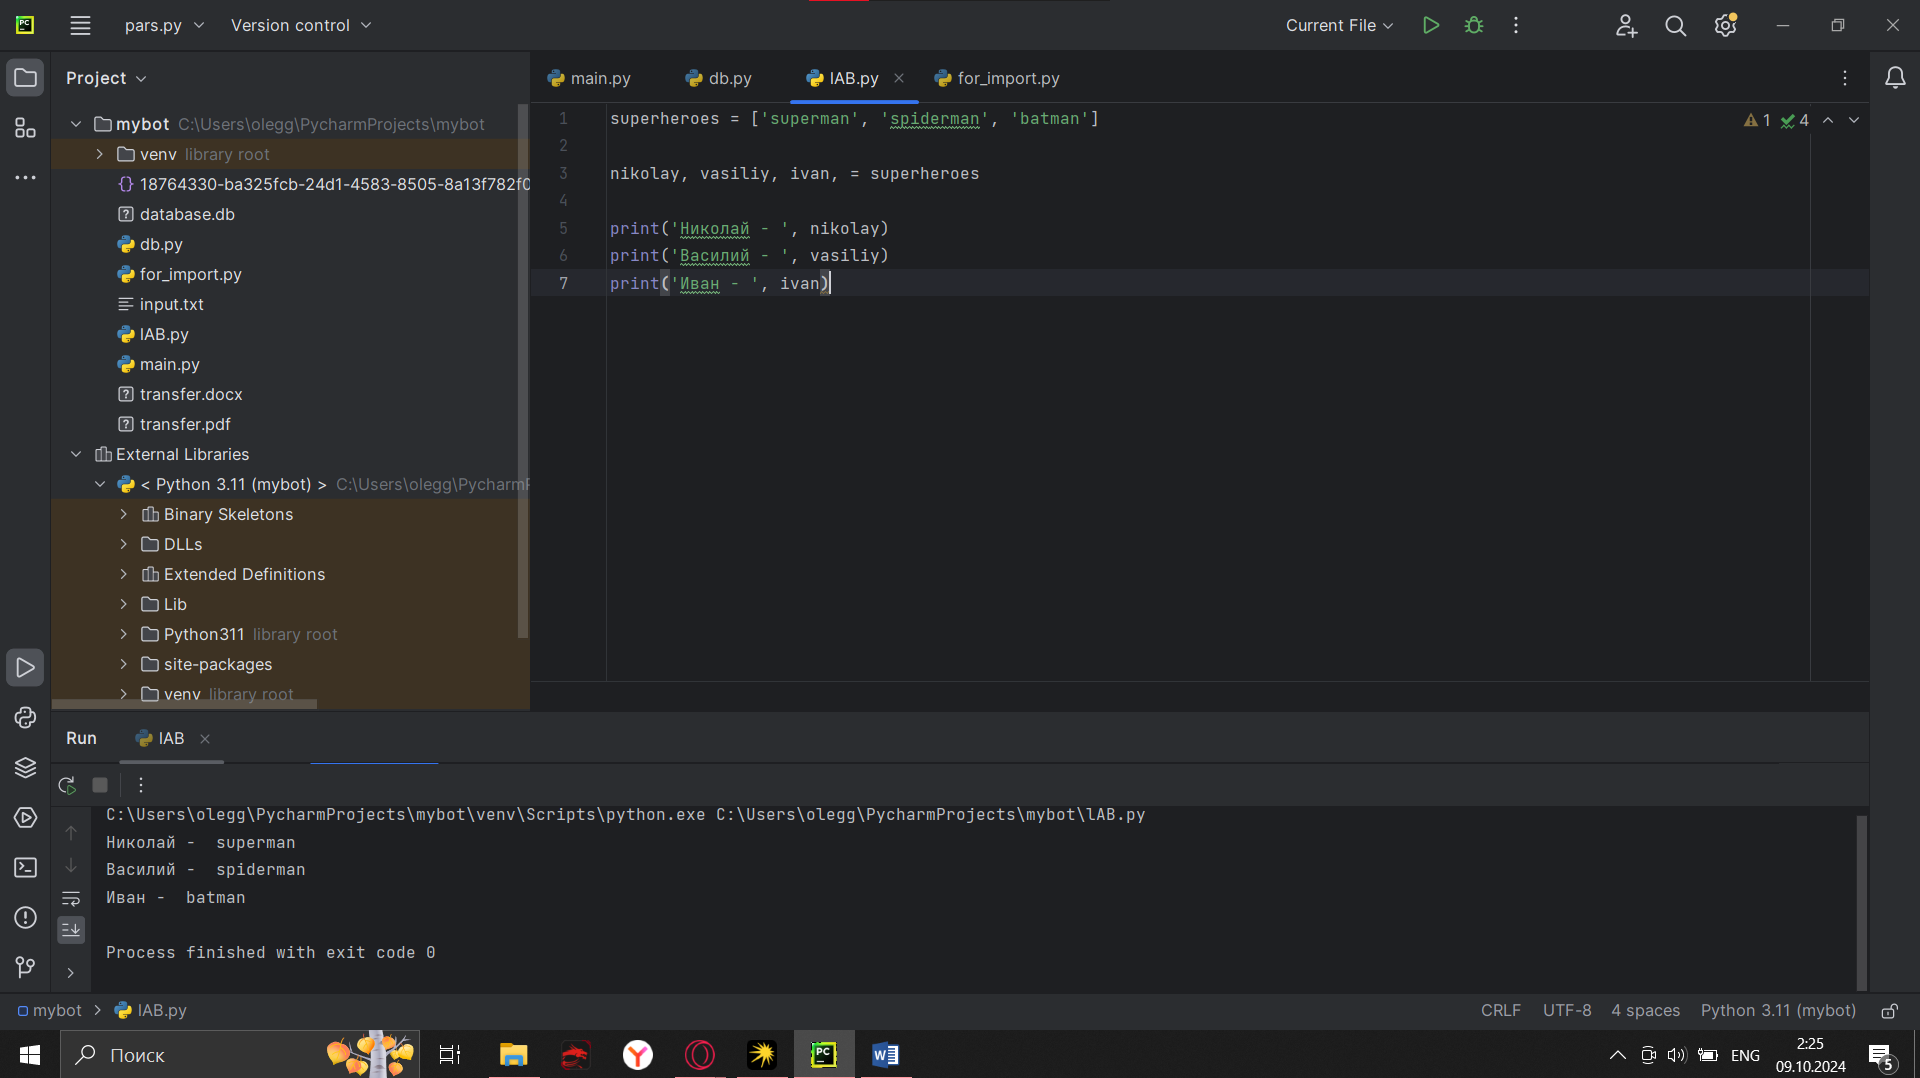 pars.py
Version control
Current File
Project
main.py
db.py
lAB.py
for_import.py
mybot C:\Users\olegg\PycharmProjects\mybot
venv library root
18764330-ba325fcb-24d1-4583-8505-8a13f782f0
database.db
db.py
for_import.py
input.txt
lAB.py
main.py
transfer.docx
transfer.pdf
External Libraries
< Python 3.11 (mybot) > C:\Users\olegg\PycharmP
Binary Skeletons
DLLs
Extended Definitions
Lib
Python311 library root
site-packages
venv library root
1 superheroes = ['superman', 'spiderman', 'batman']
2
3 nikolay, vasiliy, ivan, = superheroes
4
5 print('Николай - ', nikolay)
6 print('Василий - ', vasiliy)
7 print('Иван - ', ivan)
1 4
Run
lAB
C:\Users\olegg\PycharmProjects\mybot\venv\Scripts\python.exe C:\Users\olegg\PycharmProjects\mybot\lAB.py
Николай -  superman
Василий -  spiderman
Иван -  batman
Process finished with exit code 0
mybot > lAB.py
CRLF UTF-8 4 spaces Python 3.11 (mybot)
Поиск
PC
ENG
2:25
09.10.2024
5